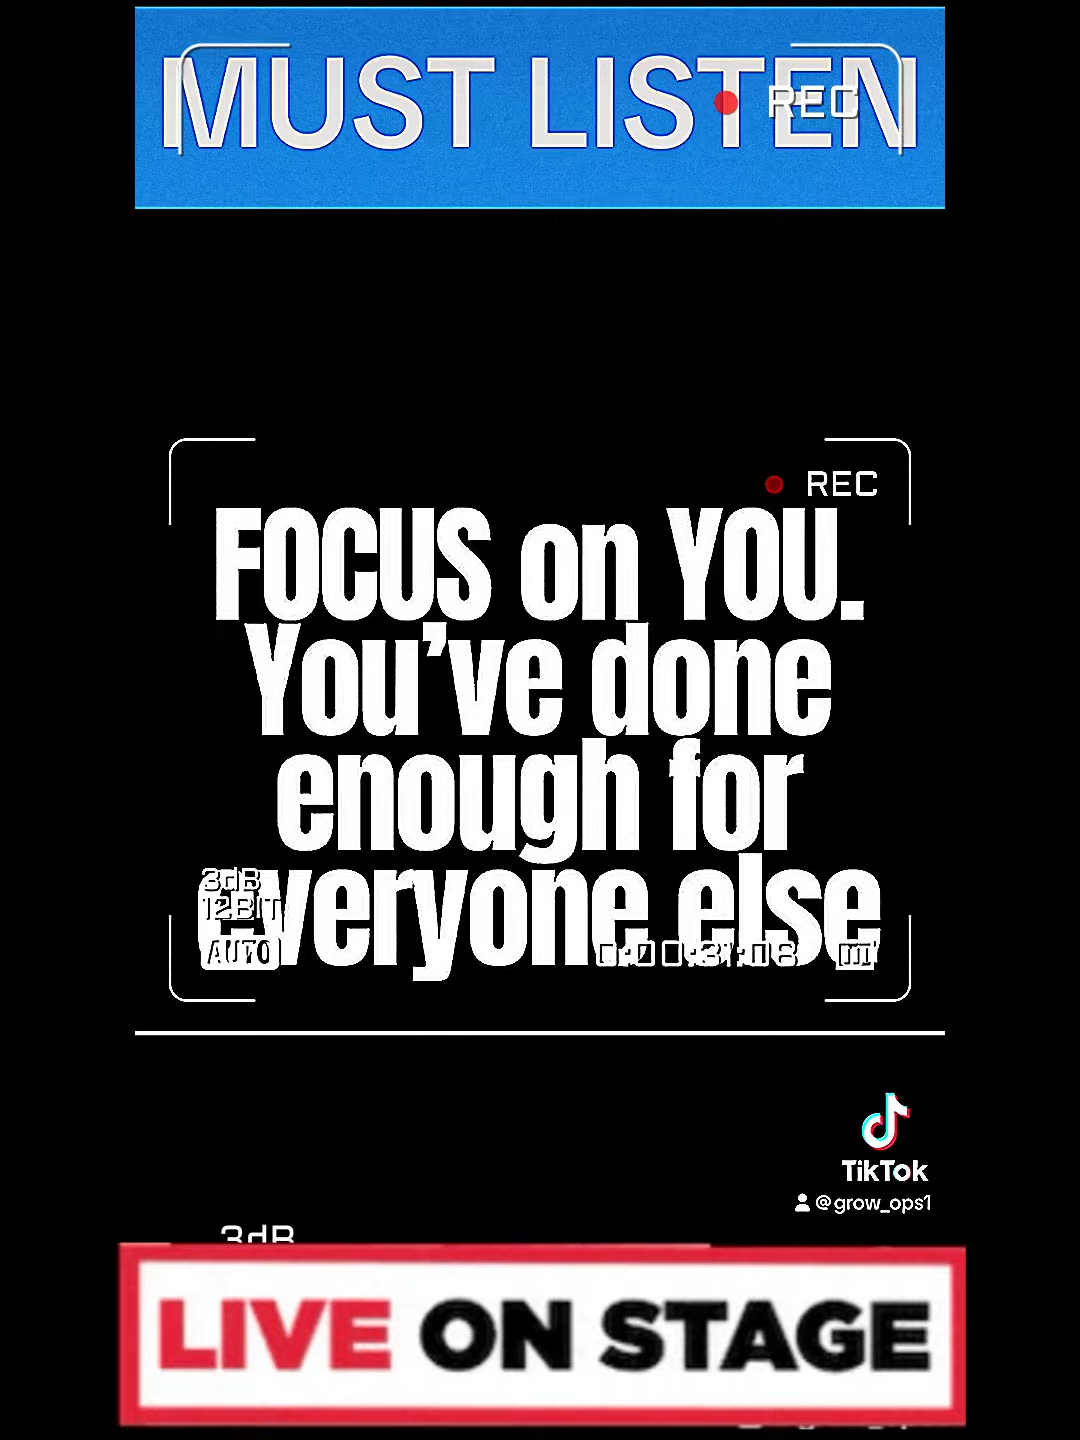 MUST LISTEN
REC
REC
FOCUS on YOU.
You've done
enough for
everyone else
3dB
12BIT
AUTO
TikTok
@grow_ops1
3dB
LIVE ON STAGE